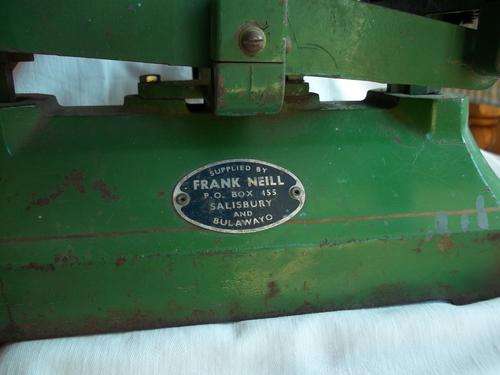 SUPPLIED BY
FRANK NEILL
P.O. BOX 455
SALISBURY
AND
BULAWAYO